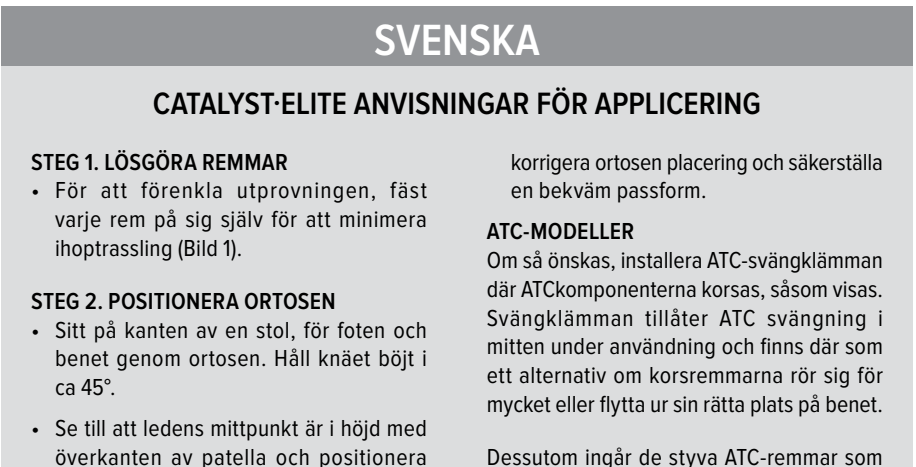 SVENSKA
CATALYST·ELITE ANVISNINGAR FÖR APPLICERING
STEG 1. LÖSGÖRA REMMAR
• För att förenkla utprovningen, fäst
varje rem på sig själv för att minimera
ihoptrassling (Bild 1).
STEG 2. POSITIONERA ORTOSEN
• Sitt på kanten av en stol, för foten och
benet genom ortosen. Håll knäet böjt i
ca 45°.
• Se till att ledens mittpunkt är i höjd med
överkanten av patella och positionera
korrigera ortosen placering och säkerställa
en bekväm passform.
ATC-MODELLER
Om så önskas, installera ATC-svängklämman
där ATCkomponenterna korsas, såsom visas.
Svängklämman tillåter ATC svängning i
mitten under användning och finns där som
ett alternativ om korsremmarna rör sig för
mycket eller flytta ur sin rätta plats på benet.
Dessutom ingår de styva ATC-remmar som